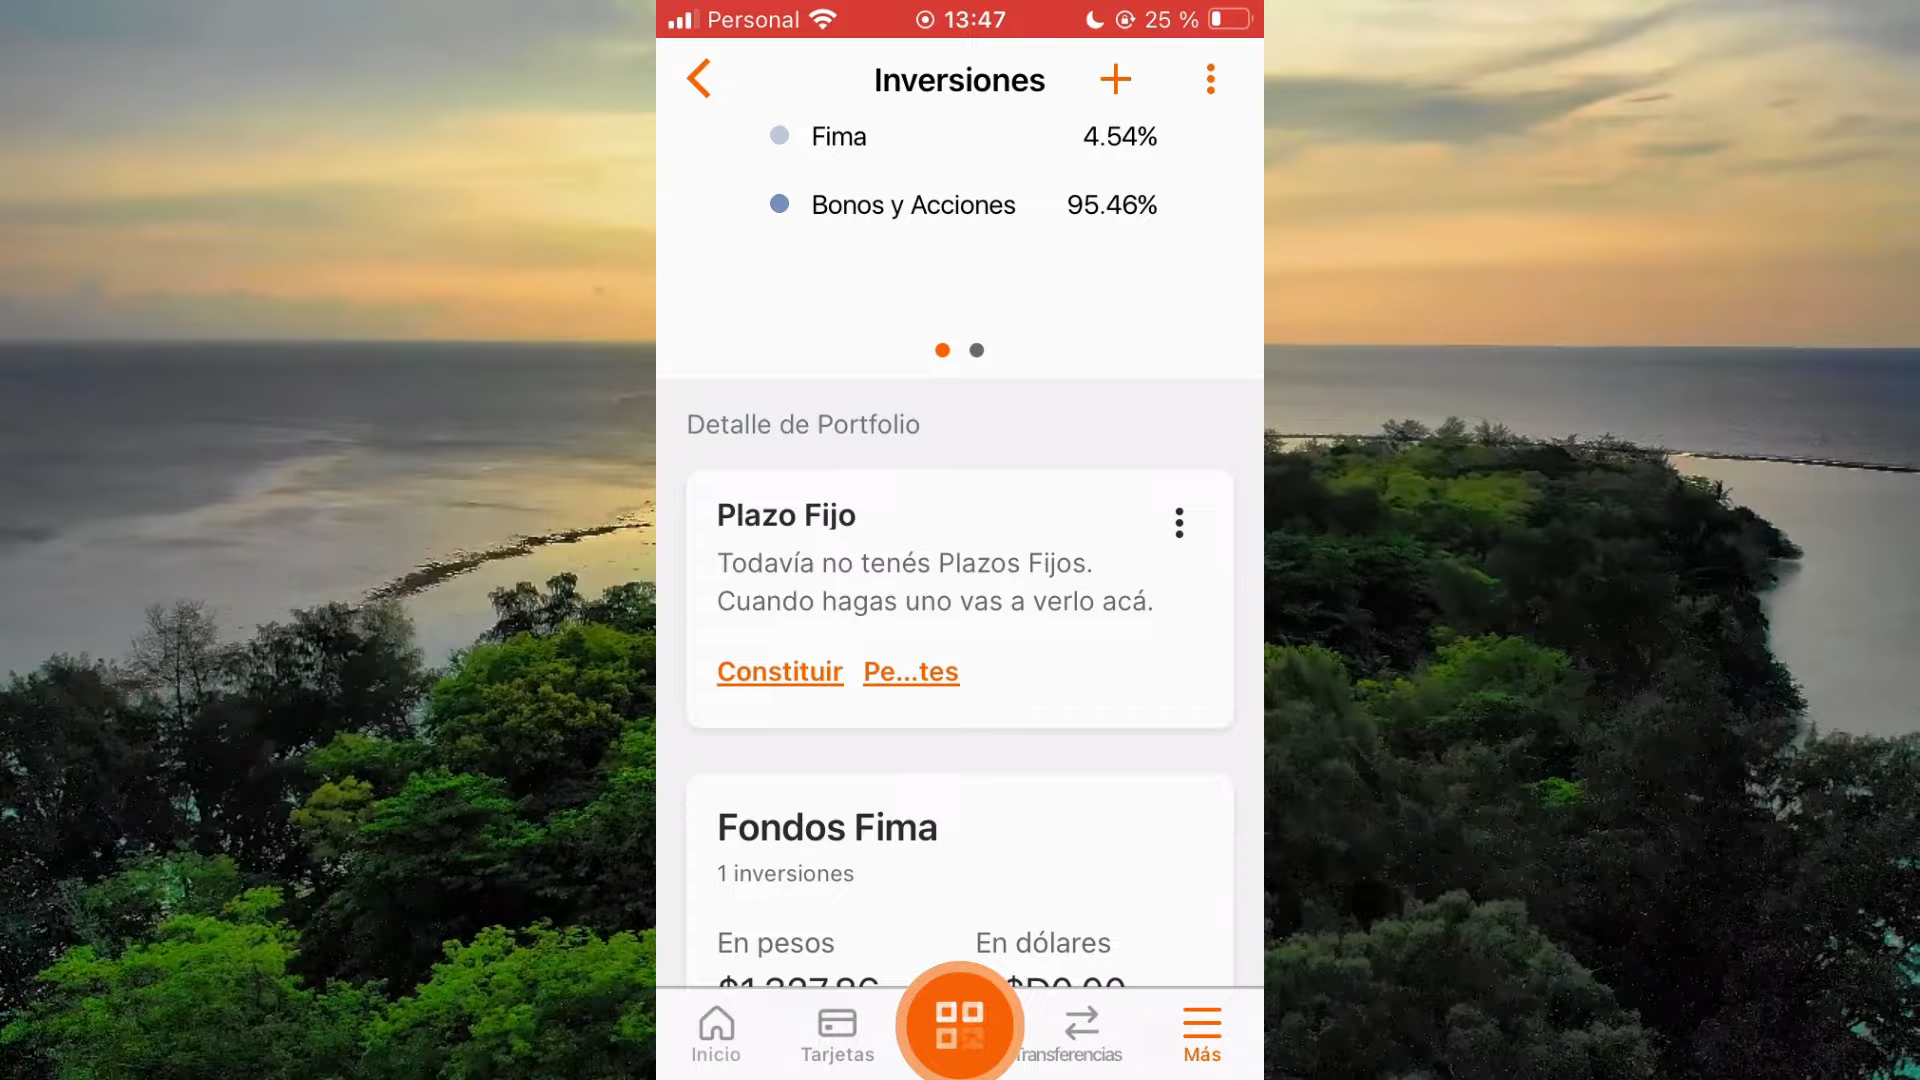 Personal 13:47 25 %
Inversiones
Fima 4.54%
Bonos y Acciones 95.46%
Detalle de Portfolio
Plazo Fijo
Todavía no tenés Plazos Fijos.
Cuando hagas uno vas a verlo acá.
Constituir Pe...tes
Fondos Fima
1 inversiones
En pesos En dólares
Inicio Tarjetas Transferencias Más